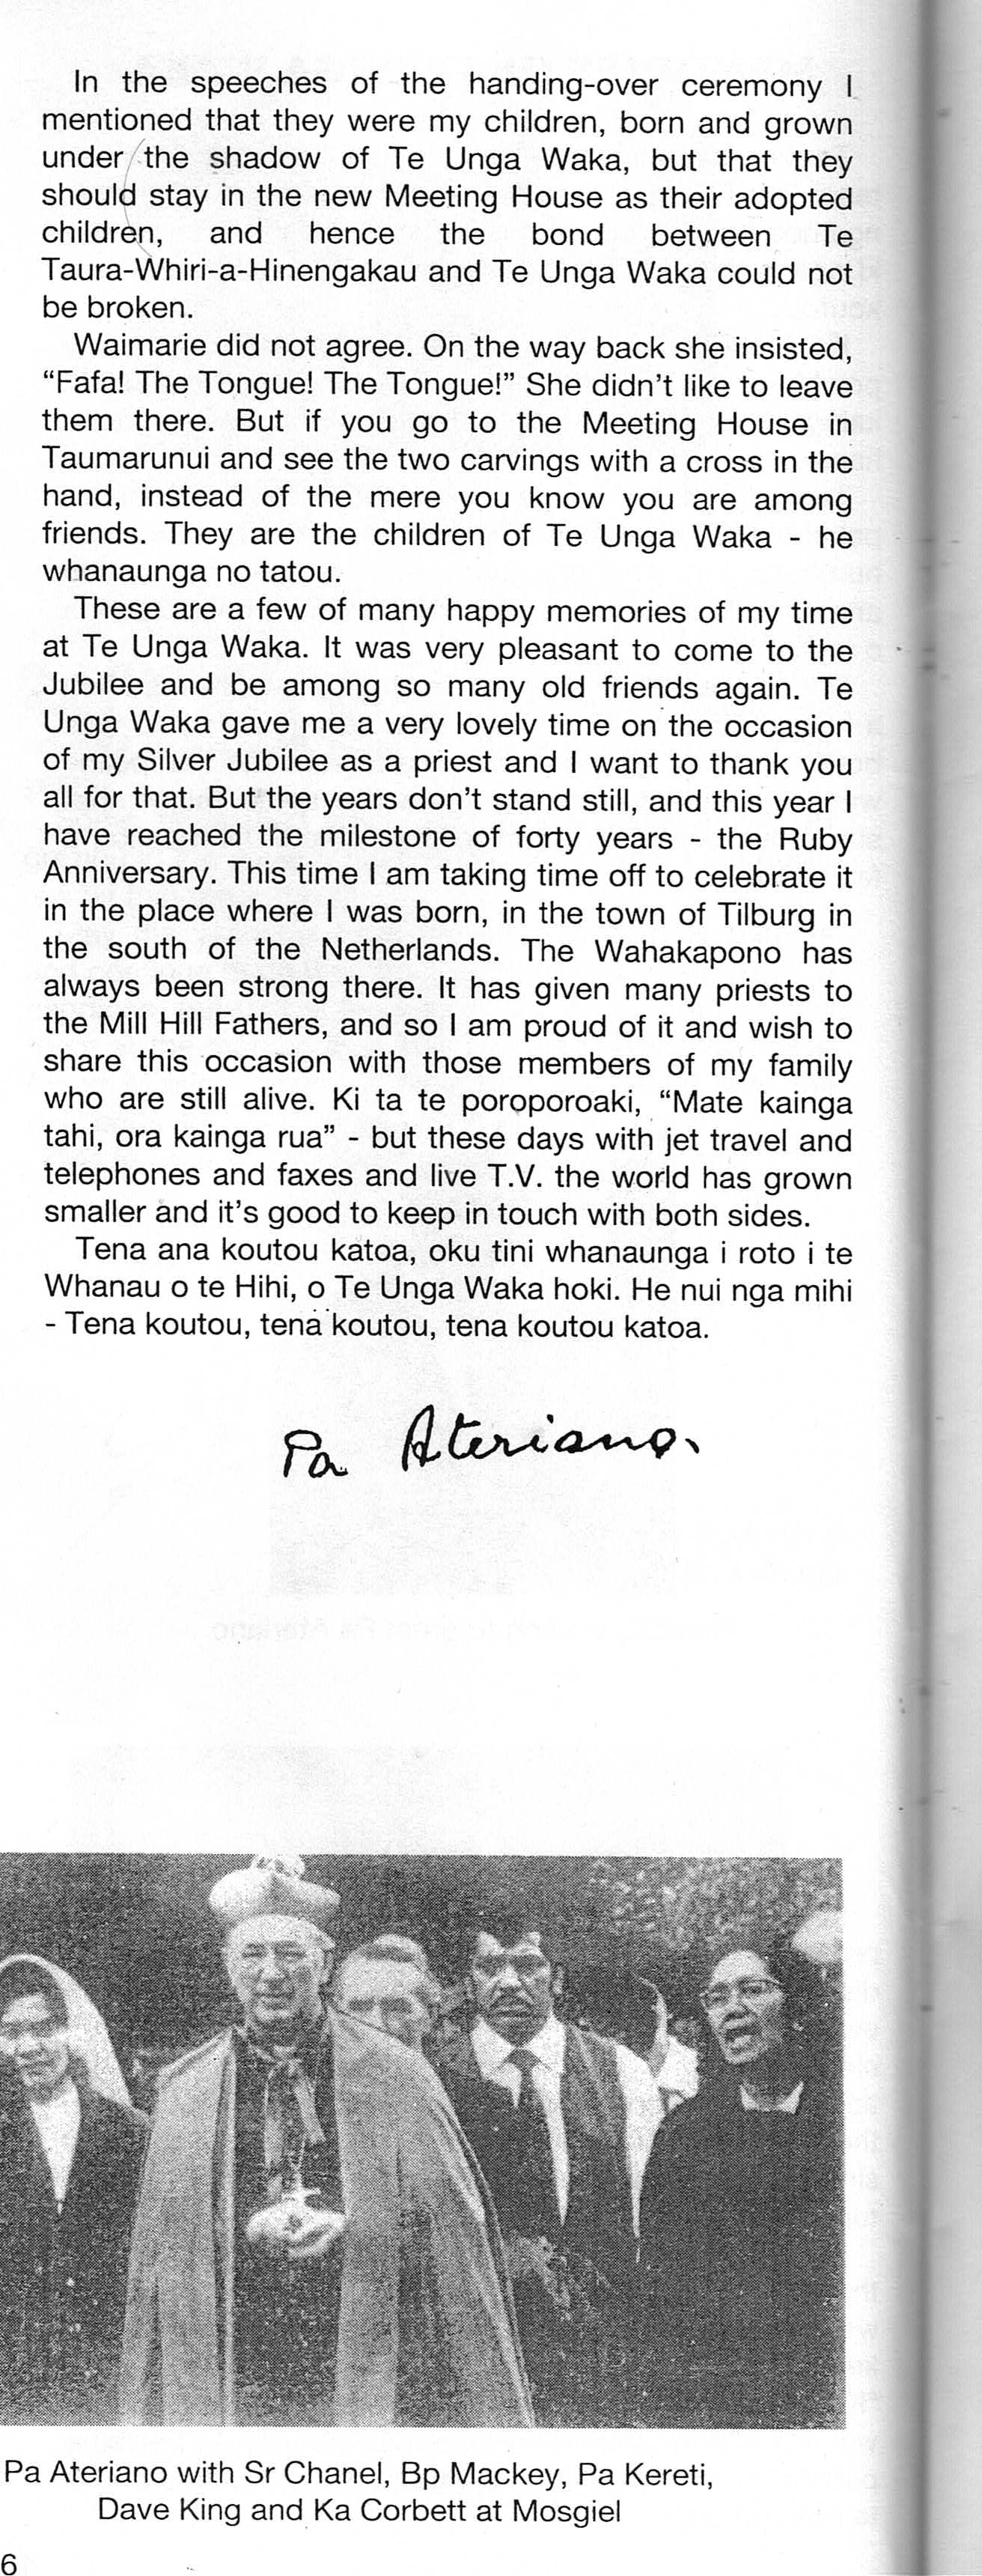 In the speeches of the handing-over ceremony I
mentioned that they were my children, born and grown
under the shadow of Te Unga Waka, but that they
should stay in the new Meeting House as their adopted
children, and hence the bond between Te
Taura-Whiri-a-Hinengakau and Te Unga Waka could not
be broken.
Waimarie did not agree. On the way back she insisted,
“Fafa! The Tongue! The Tongue!” She didn’t like to leave
them there. But if you go to the Meeting House in
Taumarunui and see the two carvings with a cross in the
hand, instead of the mere you know you are among
friends. They are the children of Te Unga Waka - he
whanaunga no tatou.
These are a few of many happy memories of my time
at Te Unga Waka. It was very pleasant to come to the
Jubilee and be among so many old friends again. Te
Unga Waka gave me a very lovely time on the occasion
of my Silver Jubilee as a priest and I want to thank you
all for that. But the years don’t stand still, and this year I
have reached the milestone of forty years - the Ruby
Anniversary. This time I am taking time off to celebrate it
in the place where I was born, in the town of Tilburg in
the south of the Netherlands. The Wahakapono has
always been strong there. It has given many priests to
the Mill Hill Fathers, and so I am proud of it and wish to
share this occasion with those members of my family
who are still alive. Ki ta te poroporoaki, “Mate kainga
tahi, ora kainga rua” - but these days with jet travel and
telephones and faxes and live T.V. the world has grown
smaller and it’s good to keep in touch with both sides.
Tena ana koutou katoa, oku tini whanaunga i roto i te
Whanau o te Hihi, o Te Unga Waka hoki. He nui nga mihi
- Tena koutou, tena koutou, tena koutou katoa.
Pa Ateriano.
Pa Ateriano with Sr Chanel, Bp Mackey, Pa Kereti,
Dave King and Ka Corbett at Mosgiel
6